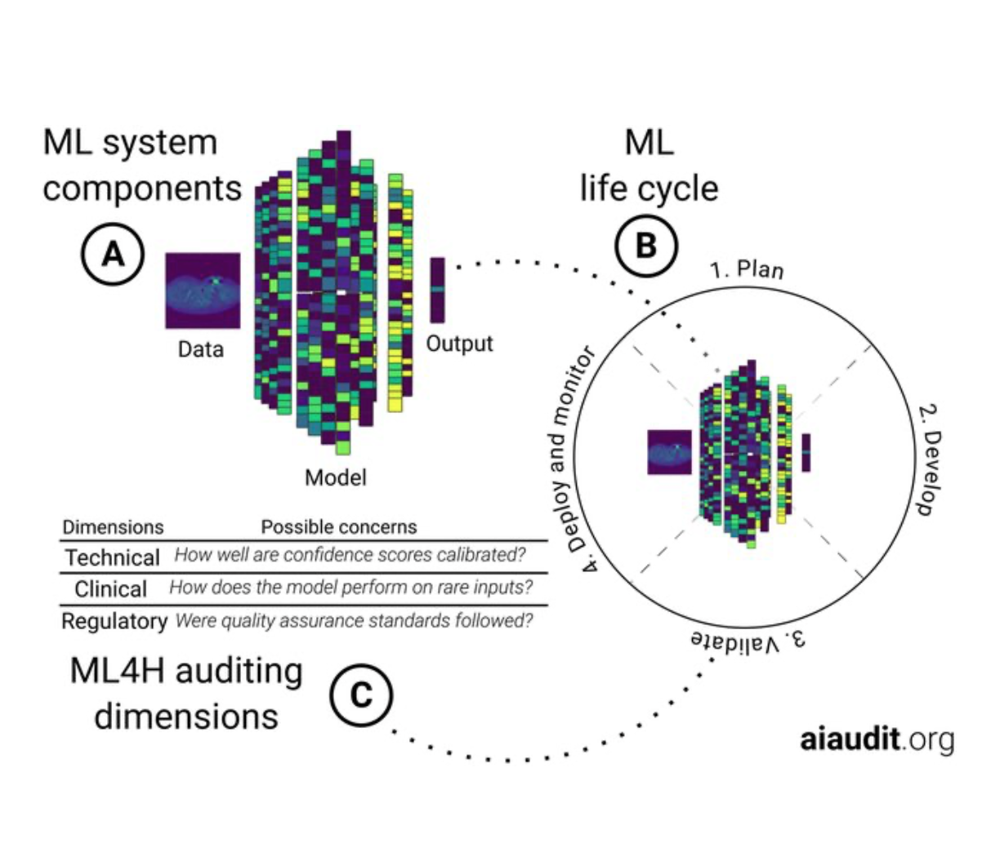 ML system
components
A
Data
Model
Output
ML
life cycle
B
1. Plan
2. Develop
3. Validate
4. Deploy and monitor
Dimensions Possible concerns
Technical How well are confidence scores calibrated?
Clinical How does the model perform on rare inputs?
Regulatory Were quality assurance standards followed?
ML4H auditing
dimensions
C
aiaudit.org